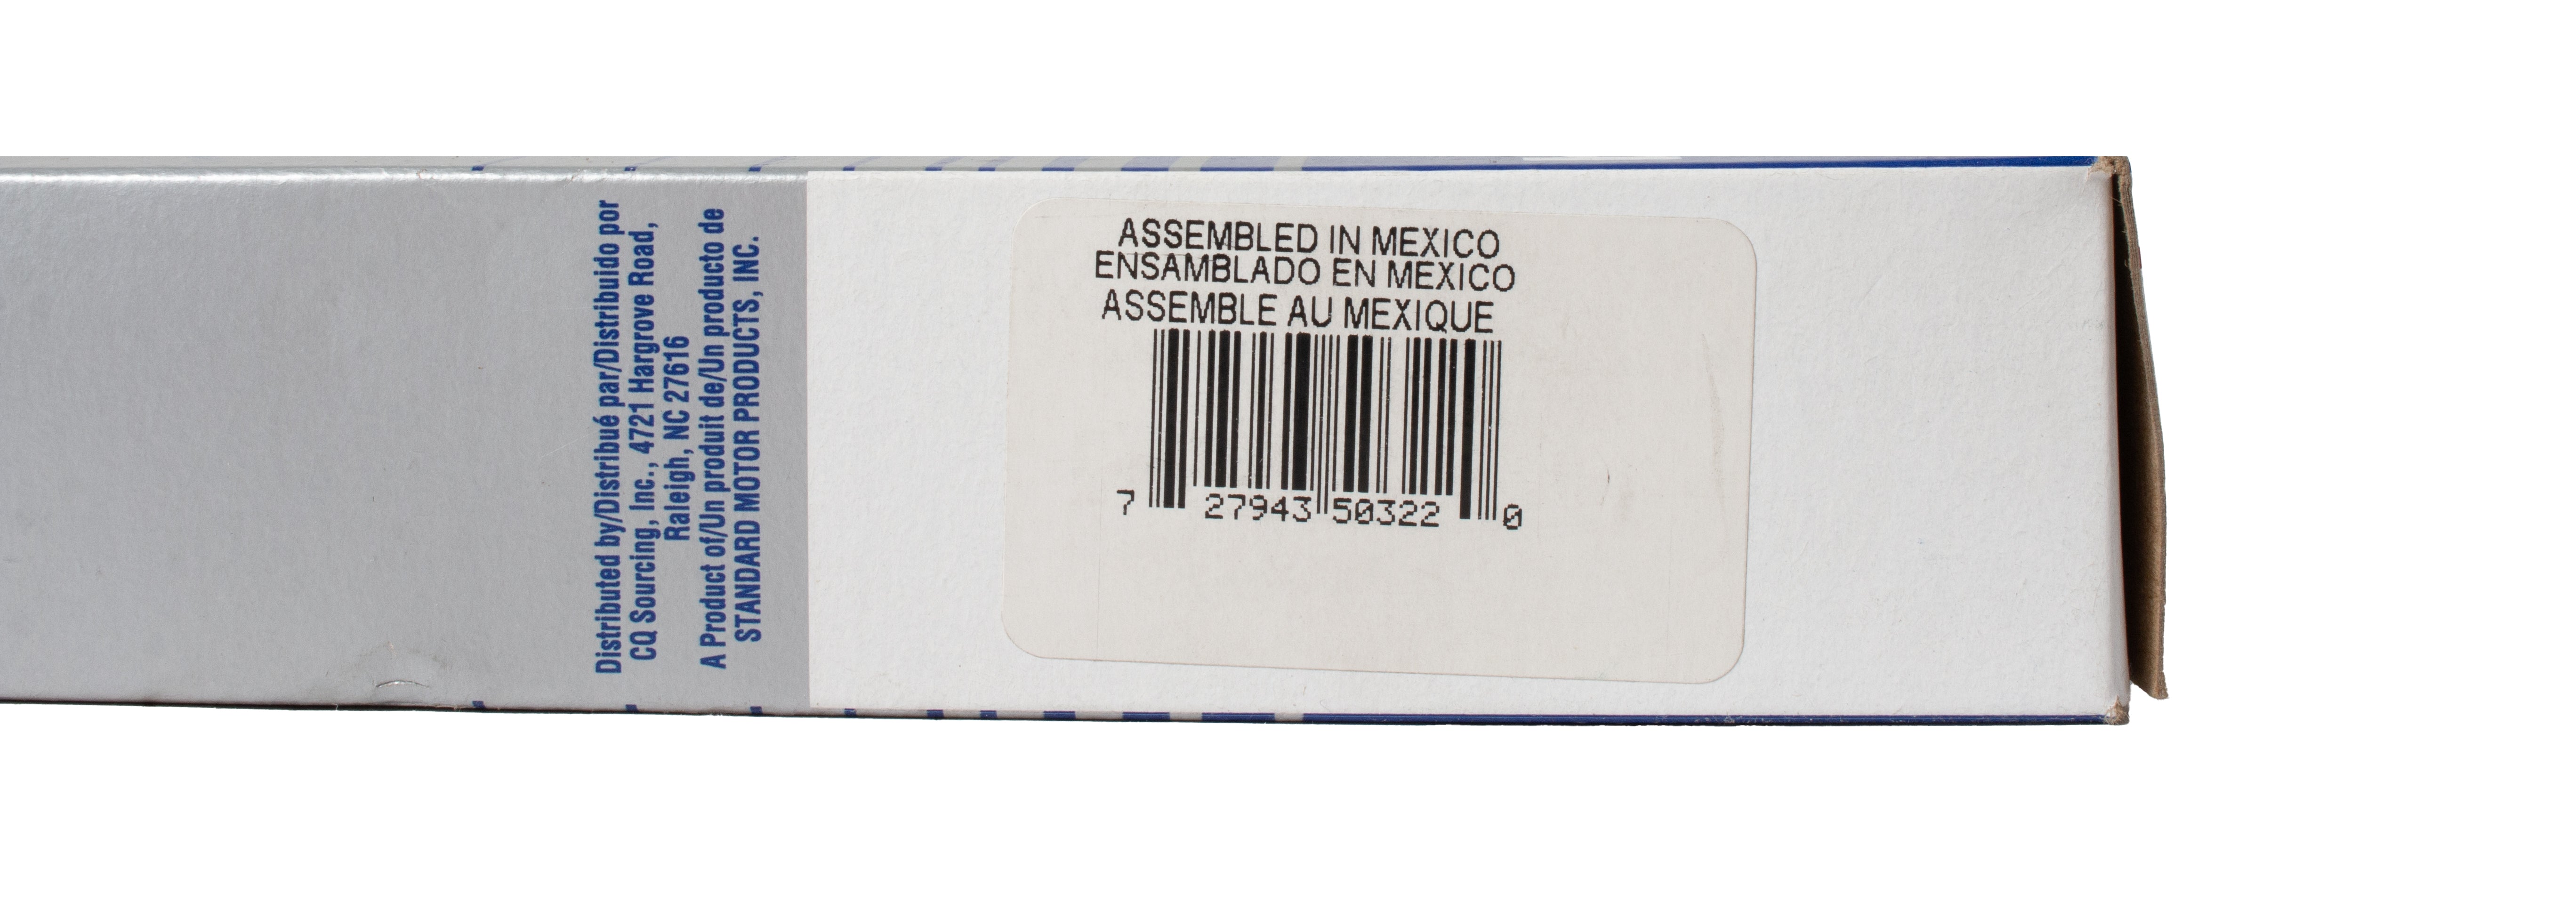 Distributed by/Distribué par/Distribuido por
CQ Sourcing, Inc., 4721 Hargrove Road,
Raleigh, NC 27616
A Product of/Un produit de/Un producto de
STANDARD MOTOR PRODUCTS, INC.
ASSEMBLED IN MEXICO
ENSAMBLADO EN MEXICO
ASSEMBLE AU MEXIQUE
7 27943 50322 0